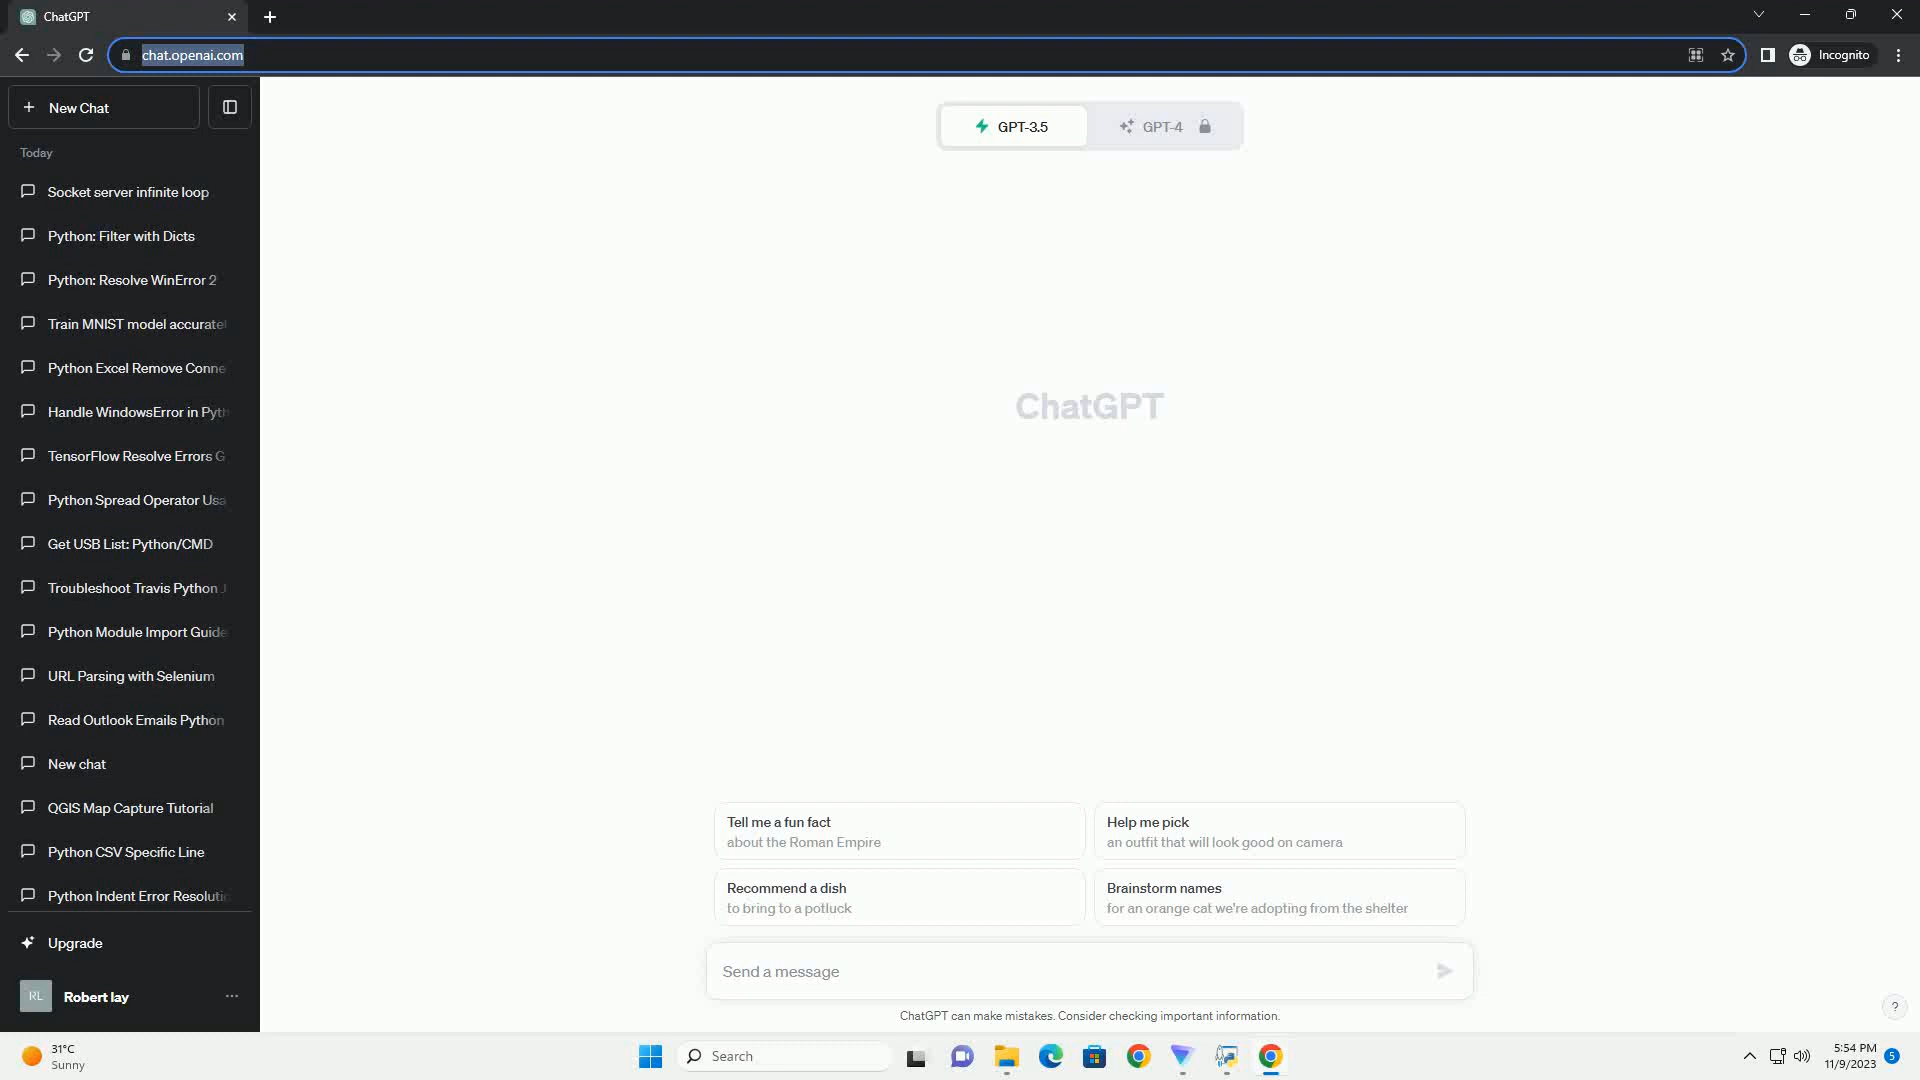 ChatGPT
chat.openai.com
Incognito
New Chat
GPT-3.5
GPT-4
Today
Socket server infinite loop
Python: Filter with Dicts
Python: Resolve WinError 2
Train MNIST model accuratel
Python Excel Remove Conne
Handle WindowsError in Pyth
TensorFlow Resolve Errors G
Python Spread Operator Usa
Get USB List: Python/CMD
Troubleshoot Travis Python J
Python Module Import Guide
URL Parsing with Selenium
Read Outlook Emails Python
New chat
QGIS Map Capture Tutorial
Python CSV Specific Line
Python Indent Error Resolutio
Upgrade
RL
Robert lay
ChatGPT
Tell me a fun fact
about the Roman Empire
Help me pick
an outfit that will look good on camera
Recommend a dish
to bring to a potluck
Brainstorm names
for an orange cat we're adopting from the shelter
Send a message
ChatGPT can make mistakes. Consider checking important information.
?
31°C
Sunny
Search
5:54 PM
11/9/2023
5